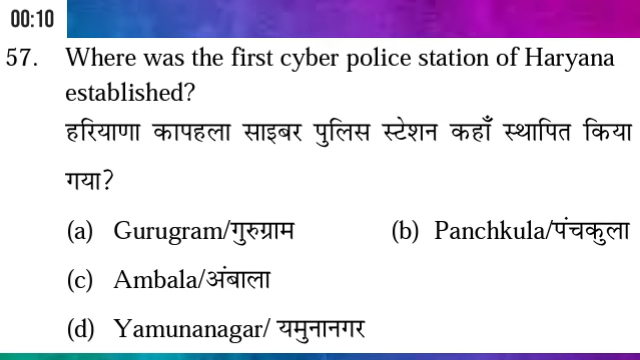 00:10
57. Where was the first cyber police station of Haryana
established?
हरियाणा कापहला साइबर पुलिस स्टेशन कहाँ स्थापित किया
गया?
(a) Gurugram/गुरुग्राम (b) Panchkula/पंचकुला
(c) Ambala/अंबाला
(d) Yamunanagar/ यमुनानगर